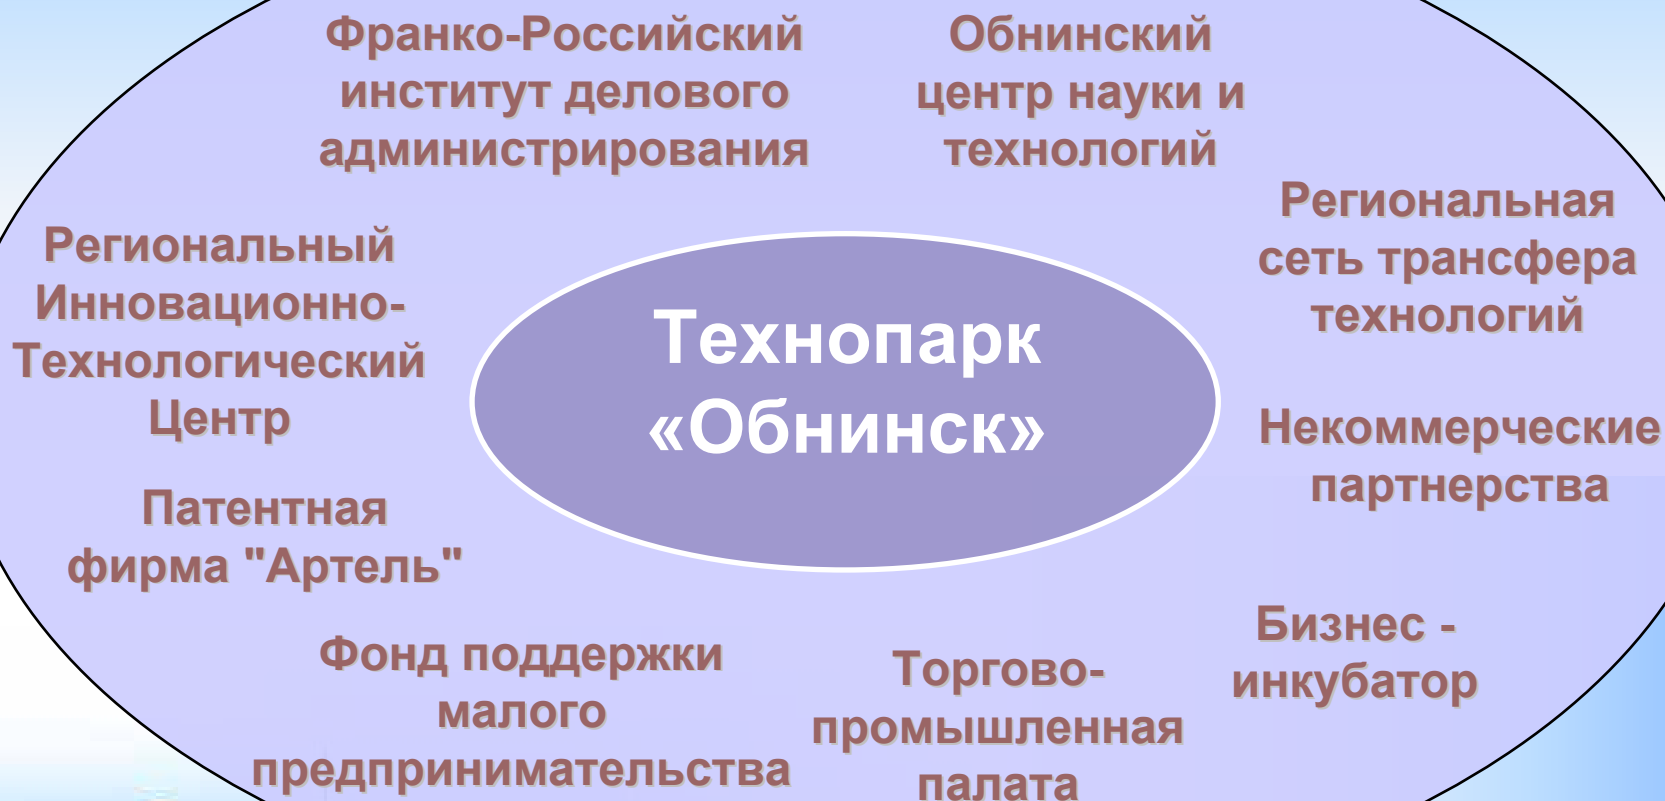 Франко-Российский
институт делового
администрирования
Обнинский
центр науки и
технологий
Региональная
сеть трансфера
технологий
Региональный
Инновационно-
Технологический
Центр
Технопарк
«Обнинск»
Некоммерческие
партнерства
Патентная
фирма "Артель"
Бизнес -
инкубатор
Фонд поддержки
малого
предпринимательства
Торгово-
промышленная
палата